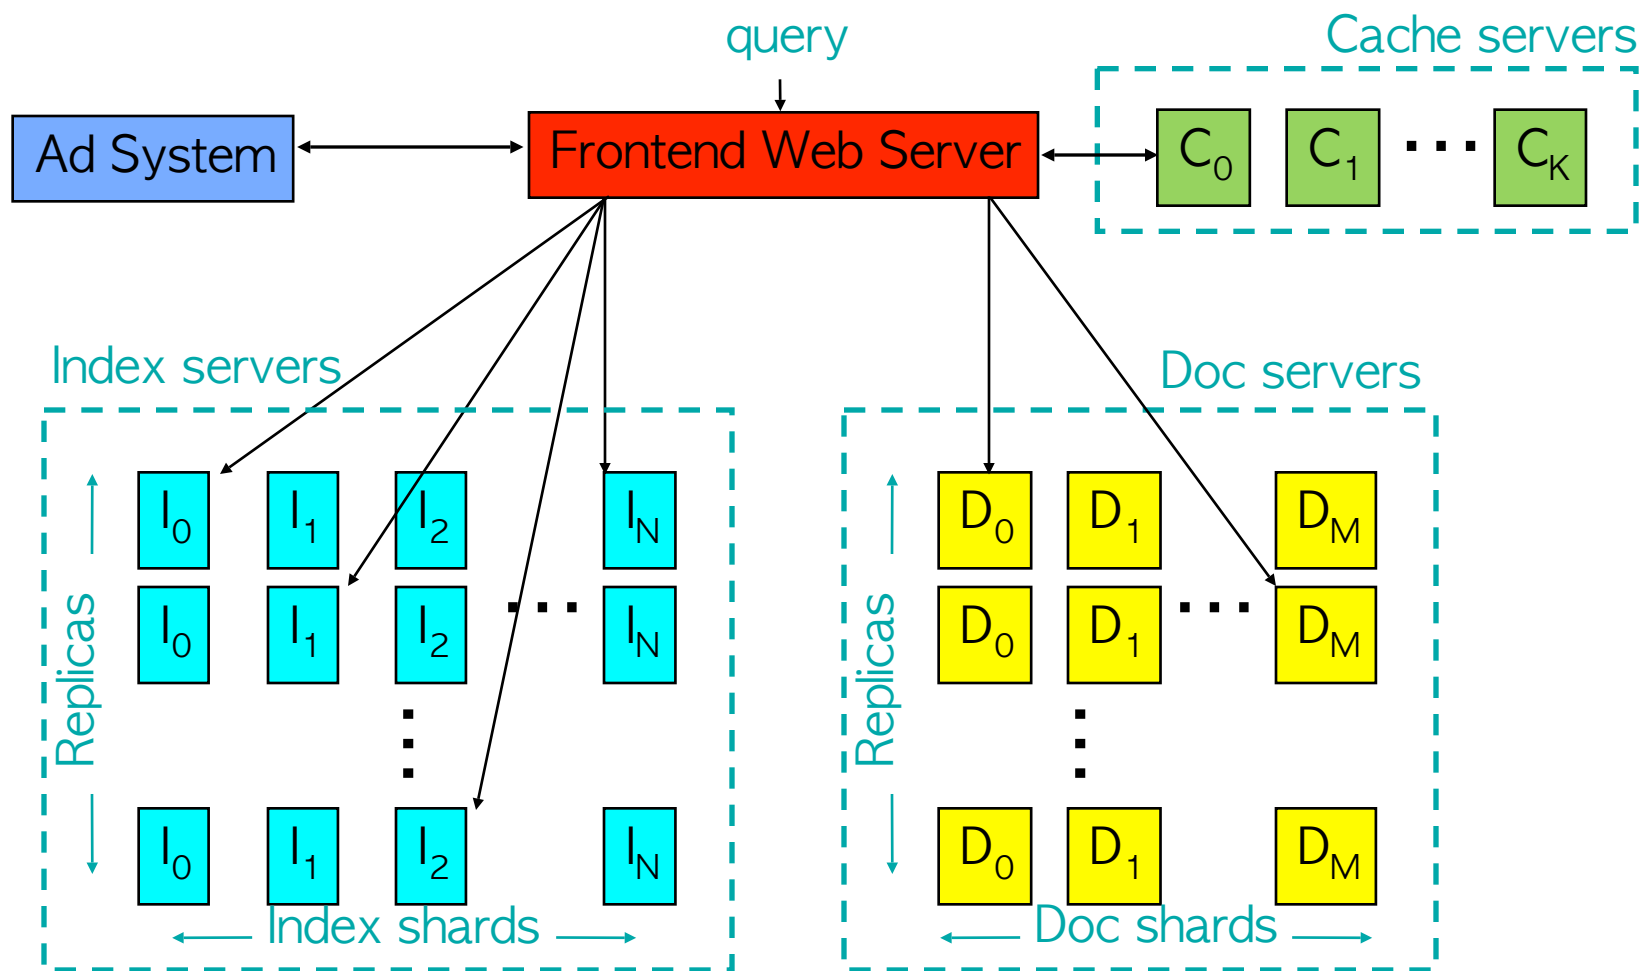 query
Cache servers
Ad System
Frontend Web Server
C0 C1 ··· CK
Index servers
Doc servers
I0 I1 I2 IN
D0 D1 DM
Replicas
I0 I1 I2 ··· IN
Replicas
D0 D1 ··· DM
I0 I1 I2 IN
D0 D1 DM
Index shards
Doc shards